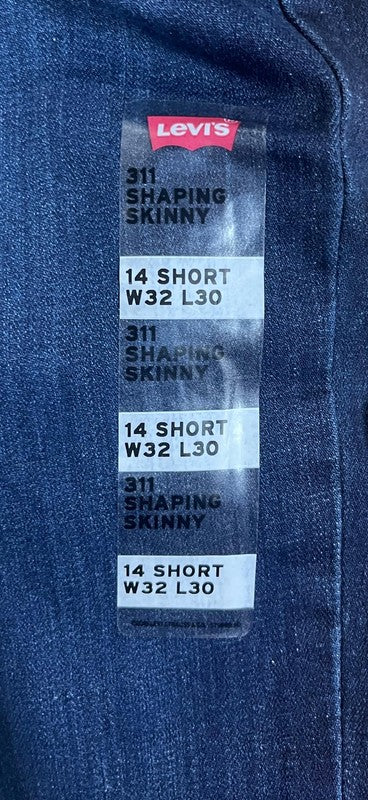 LEVI'S
311
SHAPING
SKINNY
14 SHORT
W32 L30
311
SHAPING
SKINNY
14 SHORT
W32 L30
311
SHAPING
SKINNY
14 SHORT
W32 L30